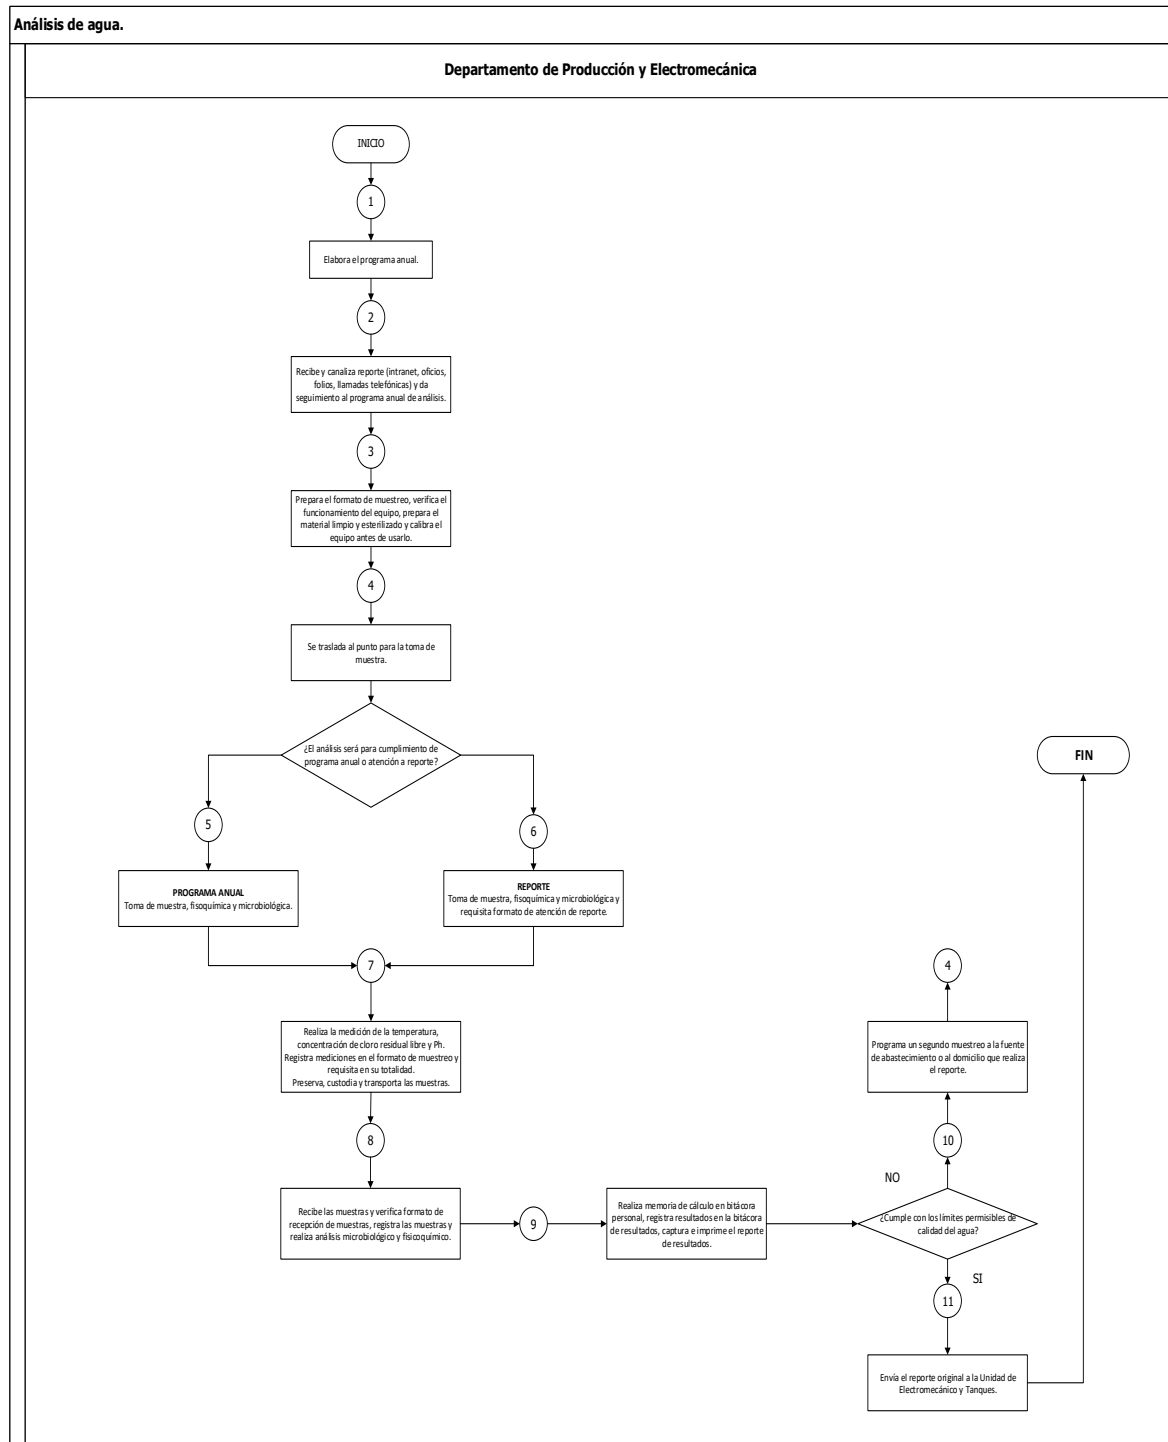 Análisis de agua.
Departamento de Producción y Electromecánica
INICIO
1
Elabora el programa anual.
2
Recibe y canaliza reporte (intranet, oficios,
folios, llamadas telefónicas) y da
seguimiento al programa anual de análisis.
3
Prepara el formato de muestreo, verifica el
funcionamiento del equipo, prepara el
material limpio y esterilizado y calibra el
equipo antes de usarlo.
4
Se traslada al punto para la toma de
muestra.
¿El análisis será para cumplimiento de
programa anual o atención a reporte?
5
PROGRAMA ANUAL
Toma de muestra, fisoquímica y microbiológica.
6
REPORTE
Toma de muestra, fisoquímica y microbiológica y
requisita formato de atención de reporte.
7
Realiza la medición de la temperatura,
concentración de cloro residual libre y Ph.
Registra mediciones en el formato de muestreo y
requisita en su totalidad.
Preserva, custodia y transporta las muestras.
8
Recibe las muestras y verifica formato de
recepción de muestras, registra las muestras y
realiza análisis microbiológico y fisicoquímico.
9
Realiza memoria de cálculo en bitácora
personal, registra resultados en la bitácora
de resultados, captura e imprime el reporte
de resultados.
¿Cumple con los límites permisibles de
calidad del agua?
NO
10
Programa un segundo muestreo a la fuente
de abastecimiento o al domicilio que realiza
el reporte.
4
SI
11
Envía el reporte original a la Unidad de
Electromecánico y Tanques.
FIN